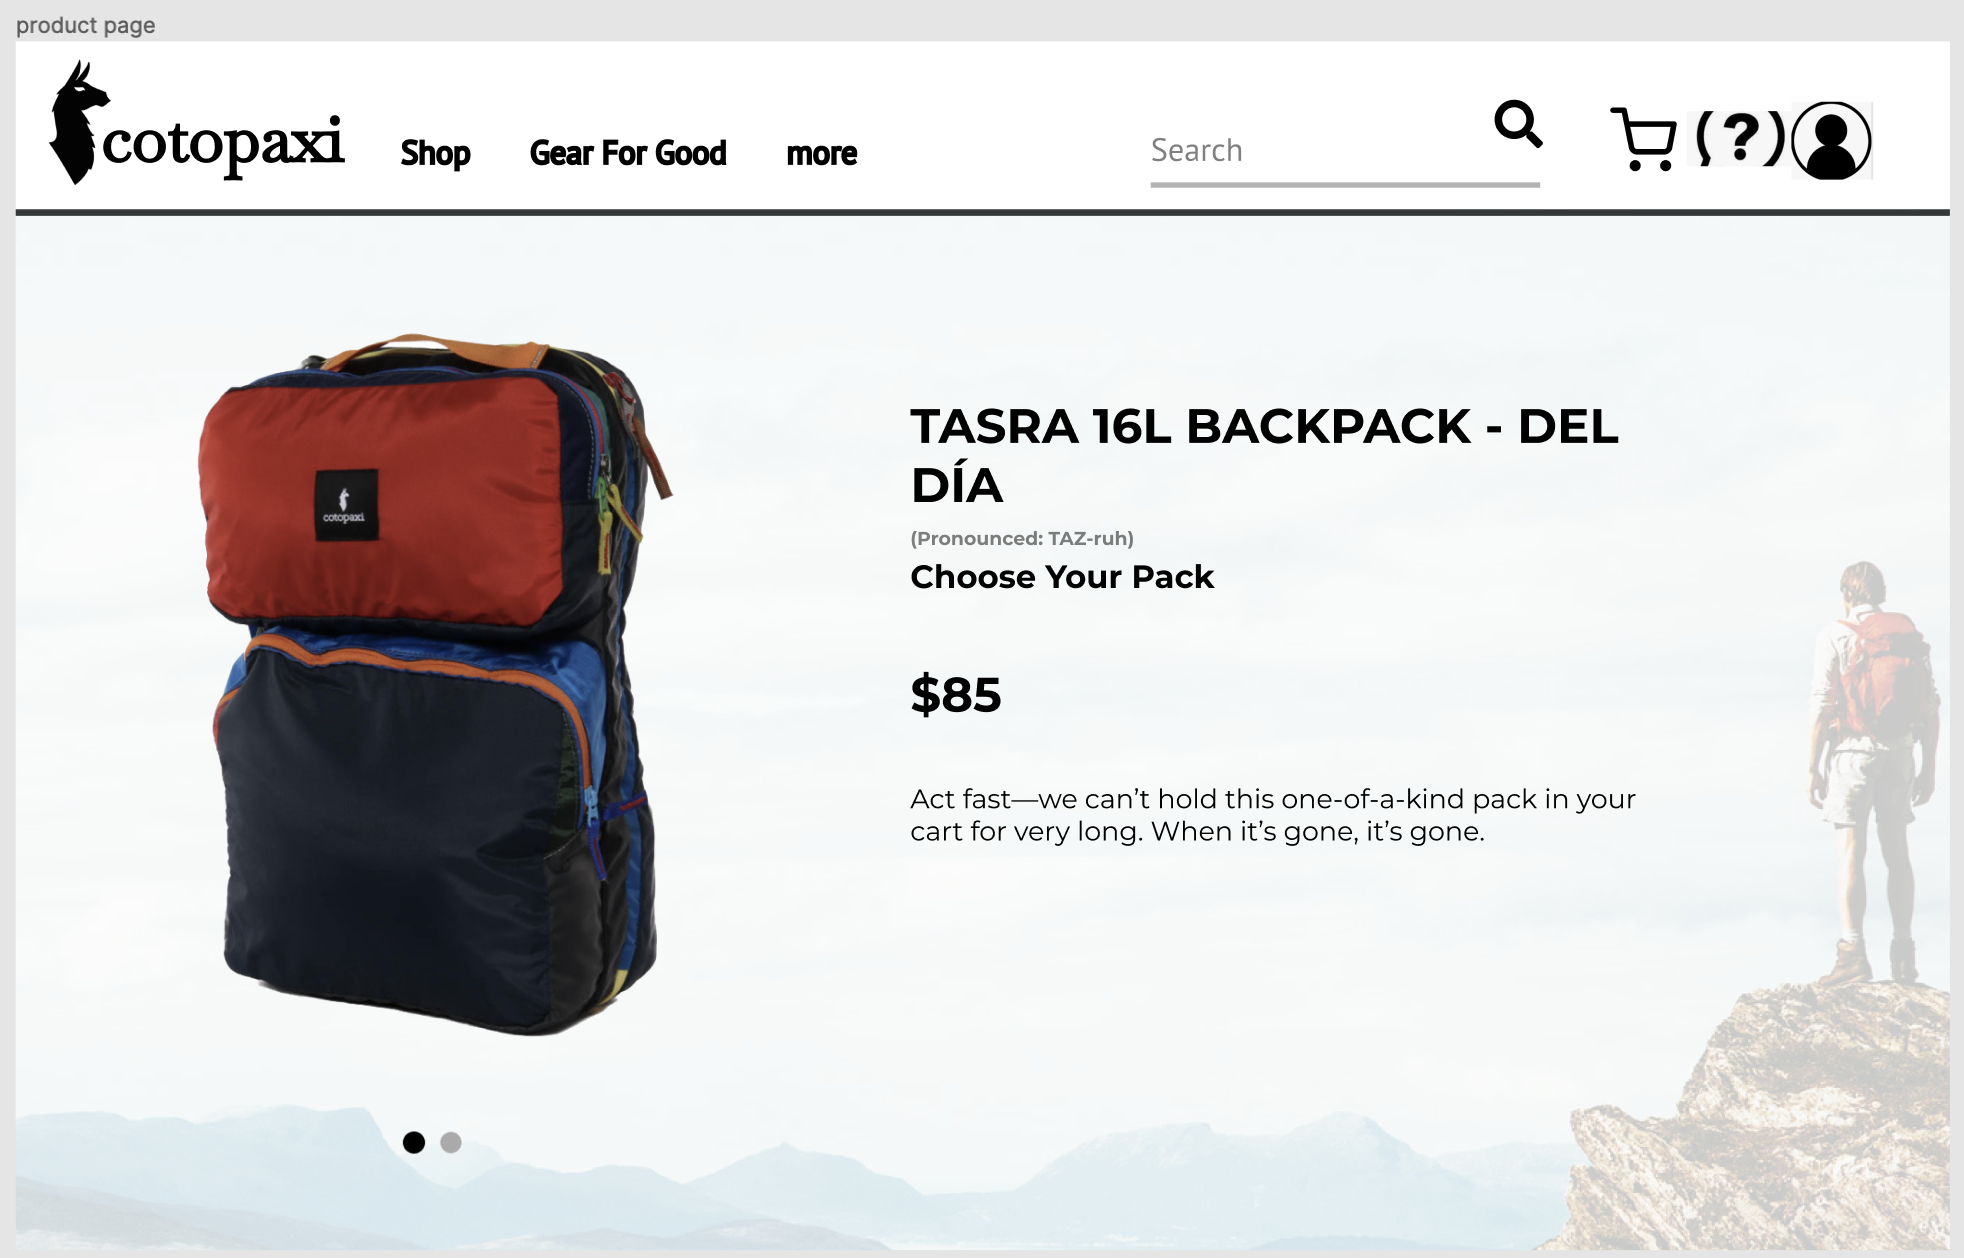 product page
cotopaxi
Shop
Gear For Good
more
Search
(?)
cotopaxi
TASRA 16L BACKPACK - DEL
DÍA
(Pronounced: TAZ-ruh)
Choose Your Pack
$85
Act fast—we can’t hold this one-of-a-kind pack in your
cart for very long. When it’s gone, it’s gone.